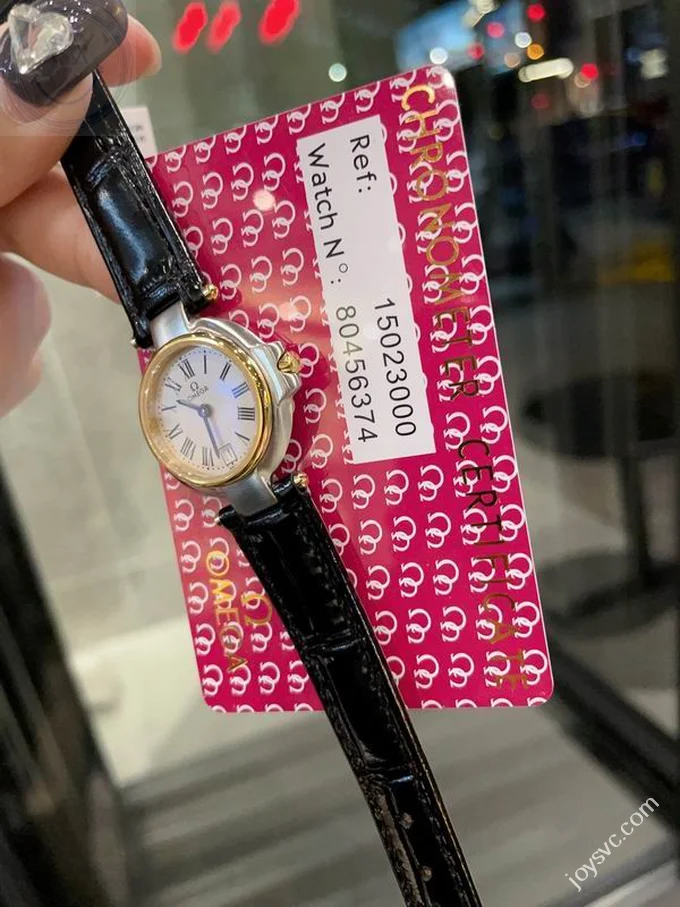 CHRONOMETER CERTIFICATE
Ref: 15023000
Watch N°: 80456374
Ω
OMEGA
Ω
OMEGA
joysvc.com